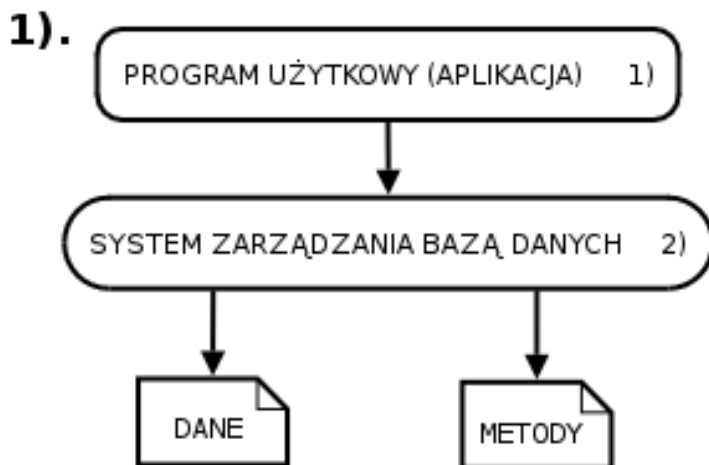 1).
PROGRAM UŻYTKOWY (APLIKACJA) 1)
SYSTEM ZARZĄDZANIA BAZĄ DANYCH 2)
DANE
METODY